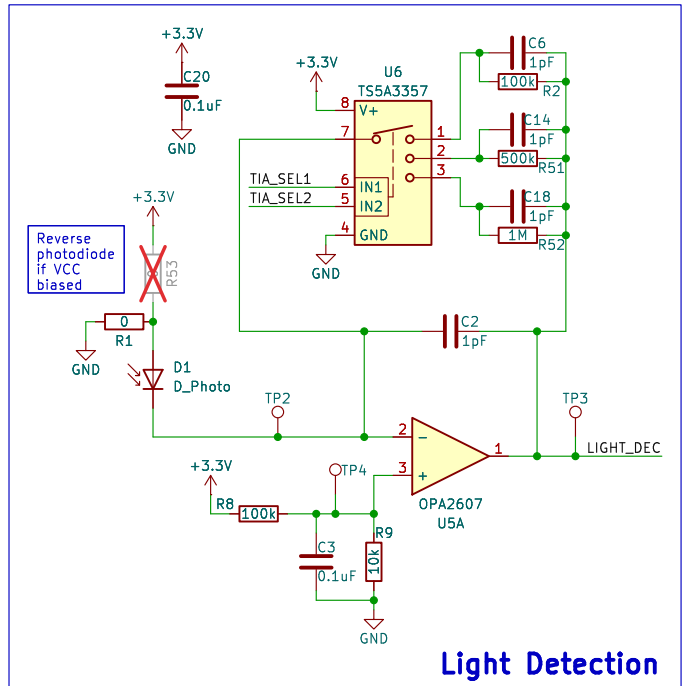 +3.3V
C20
0.1uF
GND
+3.3V
U6
TS5A3357
8
V+
7
1
2
3
TIA_SEL1
6
IN1
TIA_SEL2
5
IN2
4
GND
GND
C6
1pF
100k
R2
C14
1pF
500k
R51
C18
1pF
1M
R52
+3.3V
Reverse
photodiode
if VCC
biased
R53
0
R1
GND
D1
D_Photo
C2
1pF
TP2
TP3
2
-
3
+
1
LIGHT_DEC
OPA2607
U5A
+3.3V
TP4
R8
100k
R9
10k
C3
0.1uF
GND
Light Detection